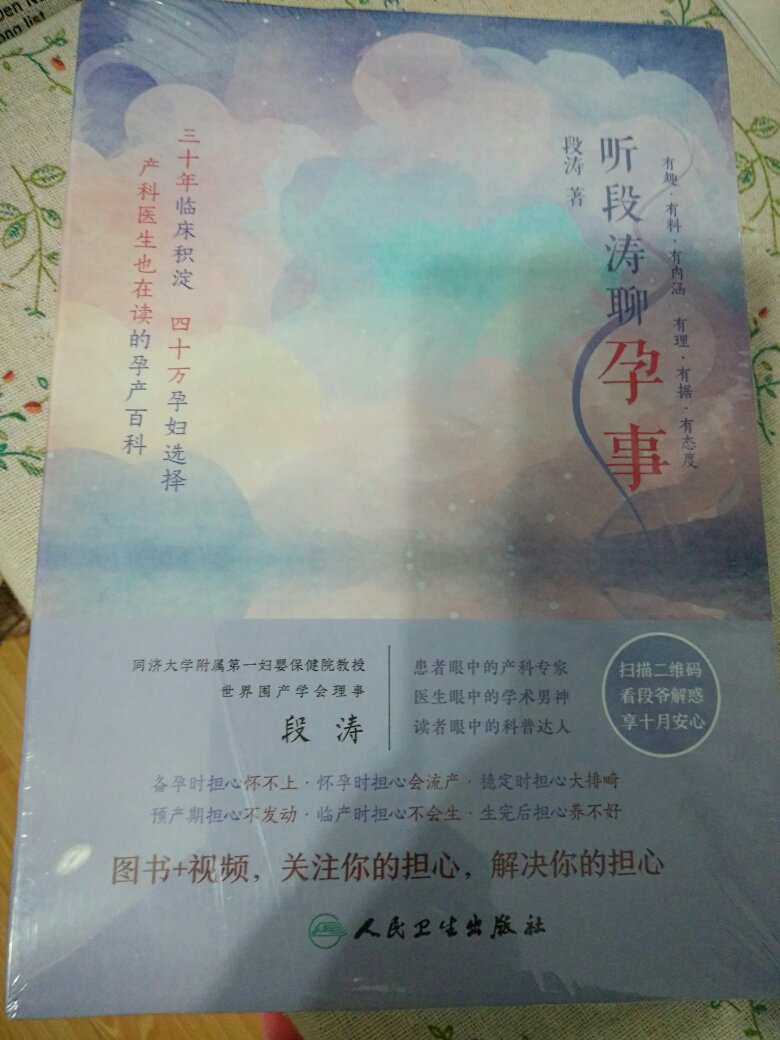 有趣·有料·有内涵 有理·有据·有态度
听段涛聊孕事
段涛 著
三十年临床积淀 四十万孕妇选择
产科医生也在读的孕产百科
同济大学附属第一妇婴保健院教授
世界围产学会理事
段 涛
患者眼中的产科专家
医生眼中的学术男神
读者眼中的科普达人
扫描二维码
看段爷解惑
享十月安心
备孕时担心怀不上·怀孕时担心会流产·稳定时担心大排畸
预产期担心不发动·临产时担心不会生·生完后担心养不好
图书+视频，关注你的担心，解决你的担心
人民卫生出版社